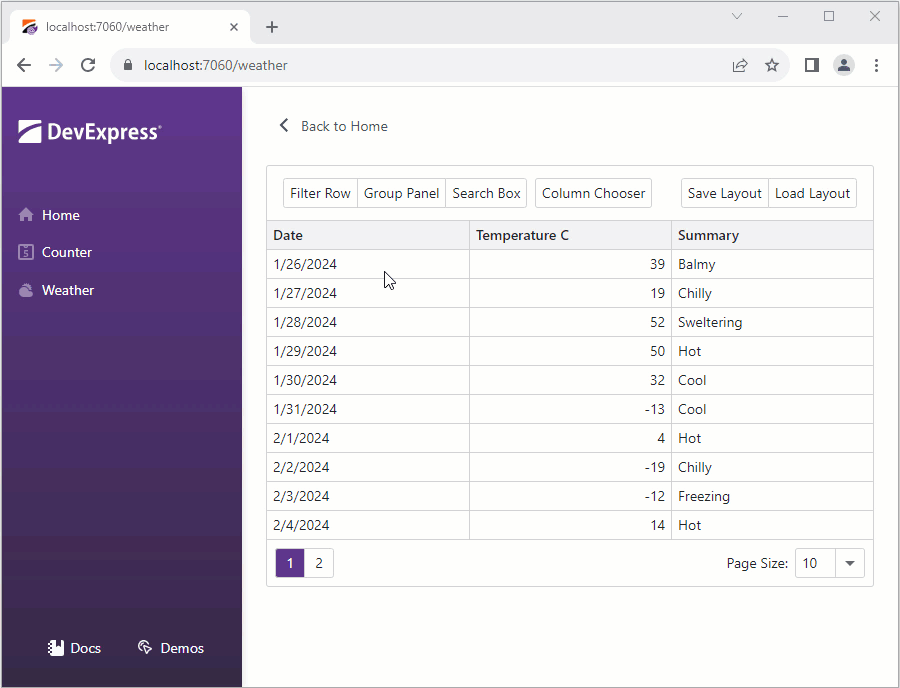 localhost:7060/weather
localhost:7060/weather
DevExpress®
Home
5
Counter
Weather
Docs
Demos
Back to Home
Filter Row Group Panel Search Box Column Chooser Save Layout Load Layout
Date Temperature C Summary
1/26/2024 39 Balmy
1/27/2024 19 Chilly
1/28/2024 52 Sweltering
1/29/2024 50 Hot
1/30/2024 32 Cool
1/31/2024 -13 Cool
2/1/2024 4 Hot
2/2/2024 -19 Chilly
2/3/2024 -12 Freezing
2/4/2024 14 Hot
1 2 Page Size: 10